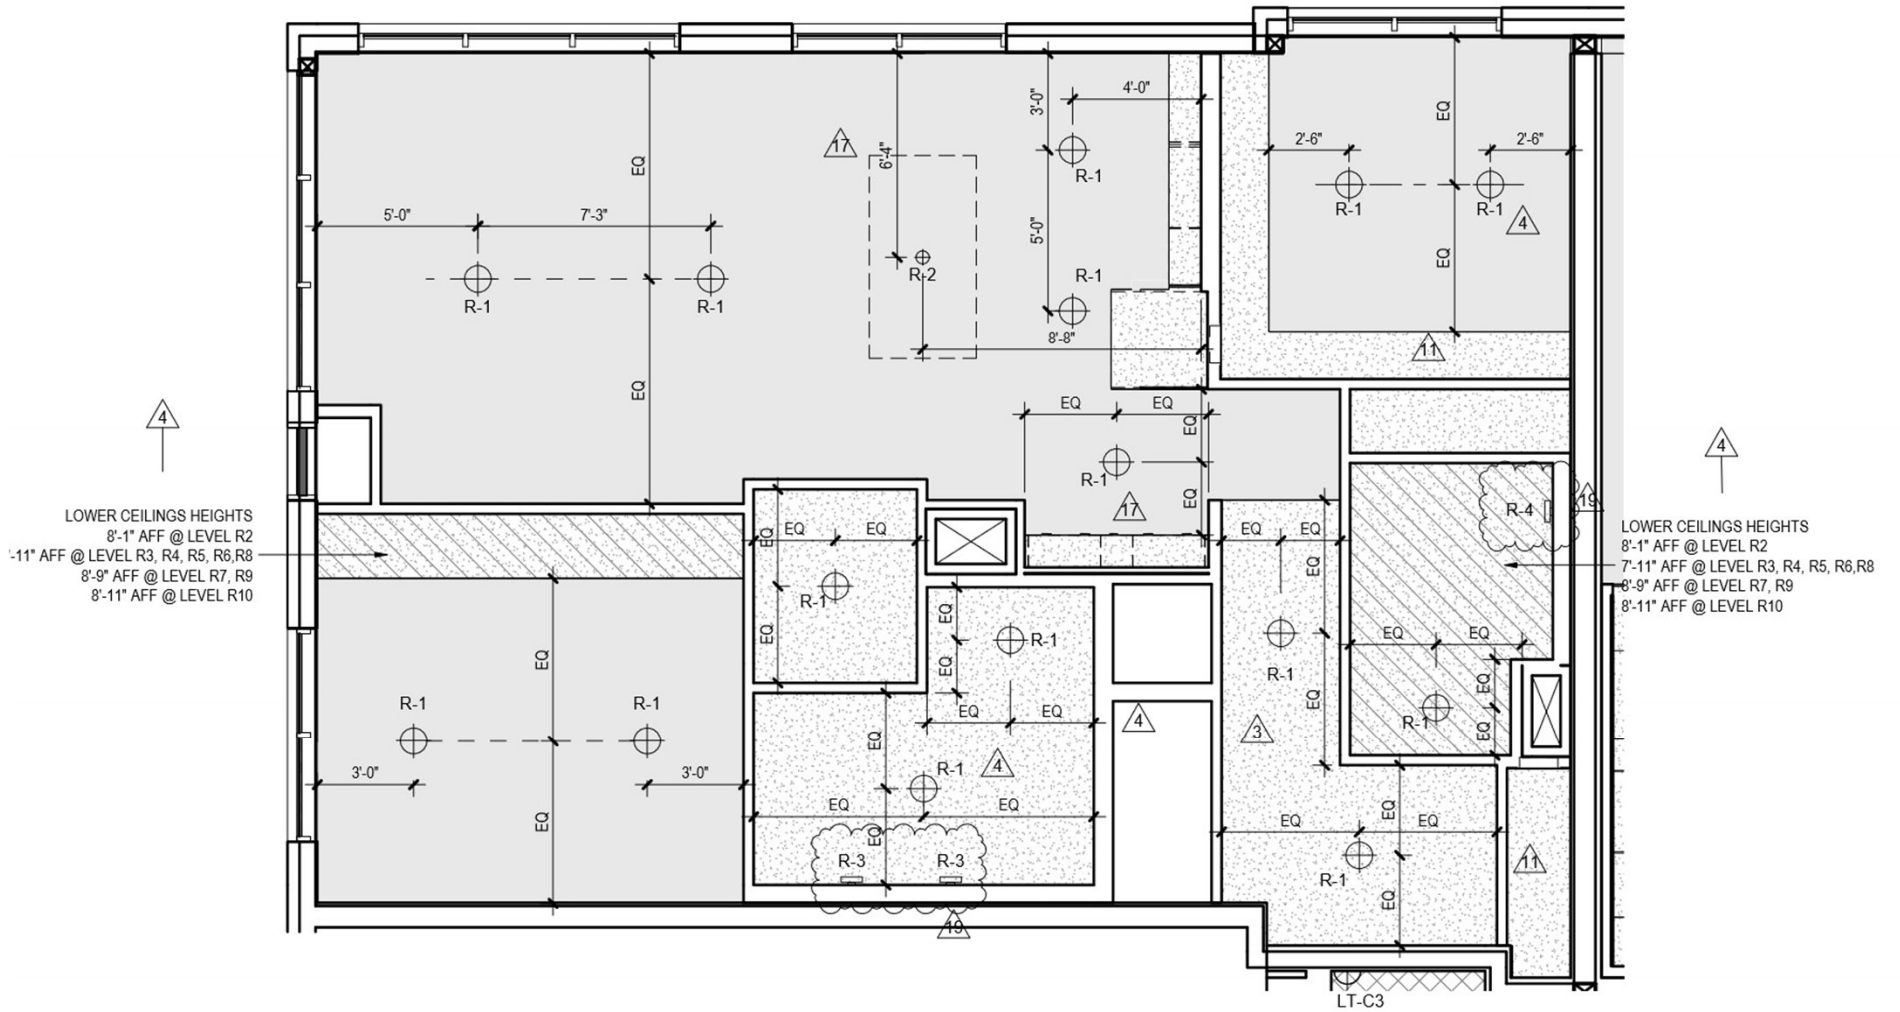 4'-0"
3'-0"
EQ
17
6'-4"
EQ
2'-6"
2'-6"
R-1
R-1
R-1
4
5'-0"
7'-3"
5'-0"
EQ
R-2
R-1
R-1
R-1
8'-8"
11
EQ
4
EQ
EQ
EQ
4
R-1
EQ
17
R-4
19
LOWER CEILINGS HEIGHTS
8'-1" AFF @ LEVEL R2
'-11" AFF @ LEVEL R3, R4, R5, R6,R8
8'-9" AFF @ LEVEL R7, R9
8'-11" AFF @ LEVEL R10
LOWER CEILINGS HEIGHTS
8'-1" AFF @ LEVEL R2
7'-11" AFF @ LEVEL R3, R4, R5, R6,R8
8'-9" AFF @ LEVEL R7, R9
8'-11" AFF @ LEVEL R10
EQ
EQ
EQ
EQ
EQ
EQ
R-1
EQ
EQ
R-1
EQ
EQ
EQ
EQ
R-1
EQ
EQ
R-1
R-1
EQ
EQ
4
3
EQ
R-1
EQ
EQ
R-1
4
3'-0"
3'-0"
EQ
EQ
EQ
EQ
EQ
EQ
EQ
EQ
R-3
R-3
R-1
11
EQ
19
LT-C3